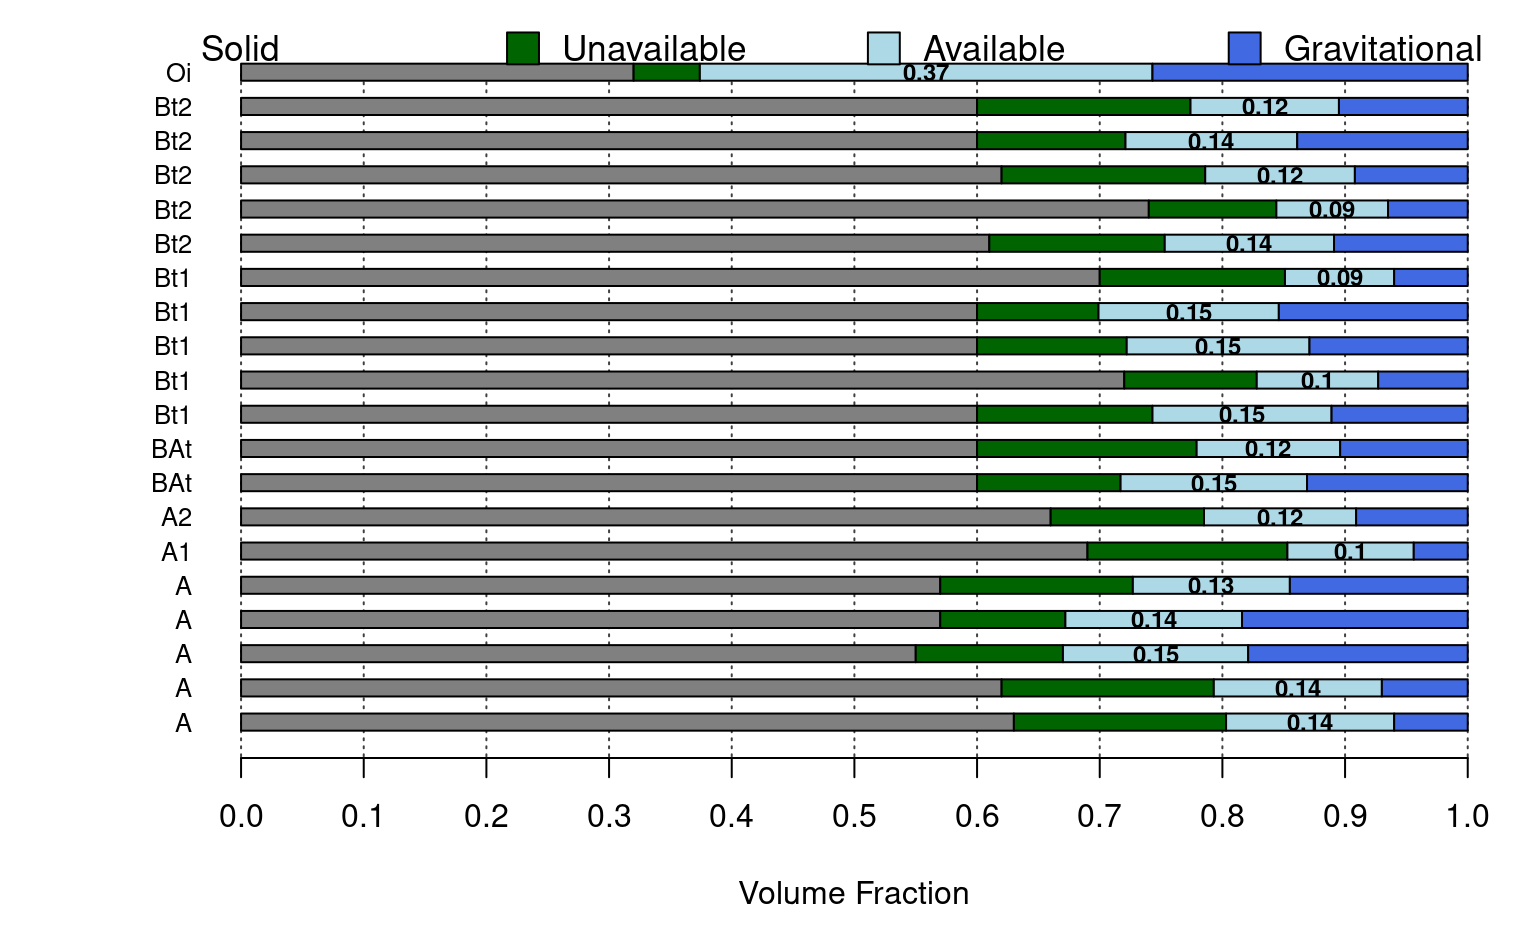 Solid Unavailable Available Gravitational
Oi 0.37
Bt2 0.12
Bt2 0.14
Bt2 0.12
Bt2 0.09
Bt2 0.14
Bt1 0.09
Bt1 0.15
Bt1 0.15
Bt1 0.1
Bt1 0.15
BAt 0.12
BAt 0.15
A2 0.12
A1 0.1
A 0.13
A 0.14
A 0.15
A 0.14
A 0.14
0.0 0.1 0.2 0.3 0.4 0.5 0.6 0.7 0.8 0.9 1.0
Volume Fraction